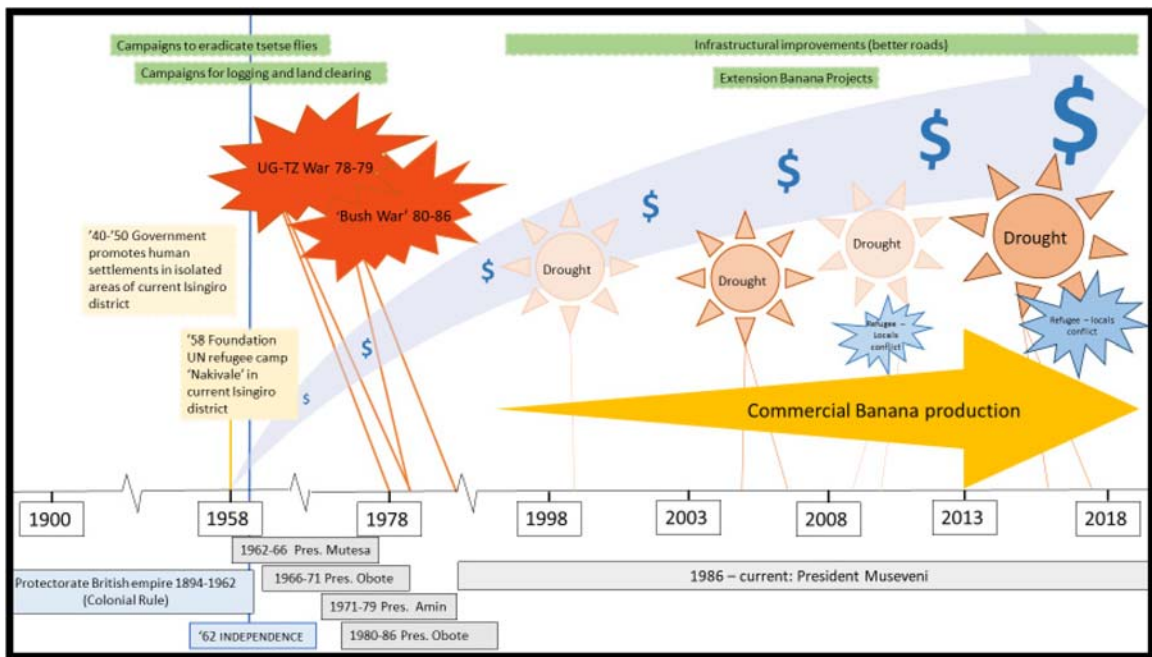 Campaigns to eradicate tsetse flies
Infrastructural improvements (better roads)
Campaigns for logging and land clearing
Extension Banana Projects
UG-TZ War 78-79
'Bush War' 80-86
'40-'50 Government
promotes human
settlements in isolated
areas of current Isingiro
district
'58 Foundation
UN refugee camp
'Nakivale' in
current Isingiro
district
$
$
$
$
$
$
$
Drought
Drought
Drought
Drought
Refugee –
Locals
conflict
Refugee – locals
conflict
Commercial Banana production
1900
1958
1978
1998
2003
2008
2013
2018
1962-66 Pres. Mutesa
Protectorate British empire 1894-1962
(Colonial Rule)
1966-71 Pres. Obote
1986 – current: President Museveni
1971-79 Pres. Amin
'62 INDEPENDENCE
1980-86 Pres. Obote